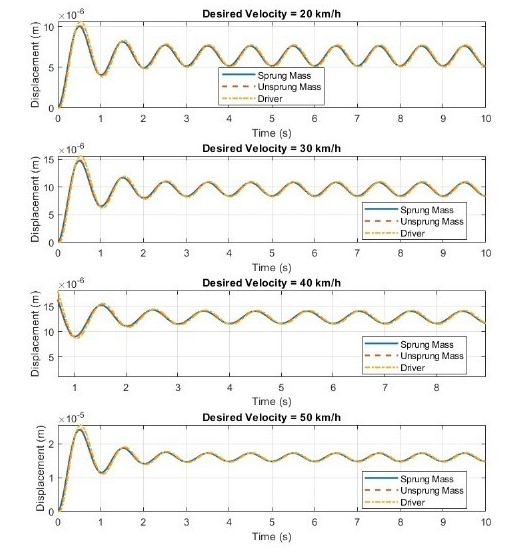 Desired Velocity = 20 km/h
×10-6
Displacement (m)
10
5
0
Sprung Mass
Unsprung Mass
Driver
0 1 2 3 4 5 6 7 8 9 10
Time (s)
Desired Velocity = 30 km/h
×10-6
Displacement (m)
15
10
5
0
Sprung Mass
Unsprung Mass
Driver
0 1 2 3 4 5 6 7 8 9 10
Time (s)
Desired Velocity = 40 km/h
×10-6
Displacement (m)
15
10
5
Sprung Mass
Unsprung Mass
Driver
1 2 3 4 5 6 7 8
Time (s)
Desired Velocity = 50 km/h
×10-5
Displacement (m)
2
1
0
Sprung Mass
Unsprung Mass
Driver
0 1 2 3 4 5 6 7 8 9 10
Time (s)